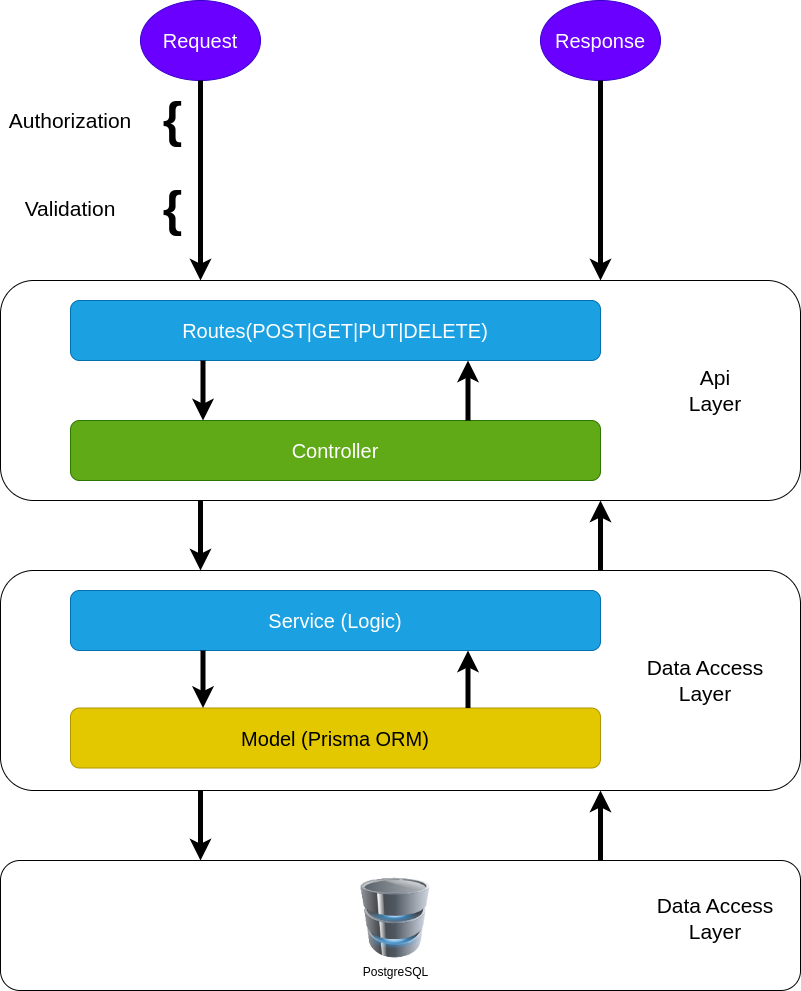 Request
Response
Authorization
{
Validation
{
Routes(POST|GET|PUT|DELETE)
Api
Layer
Controller
Service (Logic)
Data Access
Layer
Model (Prisma ORM)
Data Access
Layer
PostgreSQL